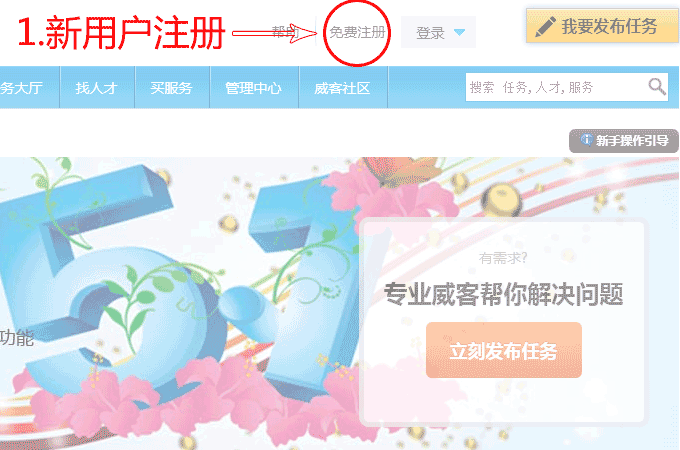 1.新用户注册
帮助
免费注册
登录
我要发布任务
务大厅
找人才
买服务
管理中心
威客社区
搜索 任务,人才,服务
新手操作引导
5.1
有需求?
专业威客帮你解决问题
功能
立刻发布任务